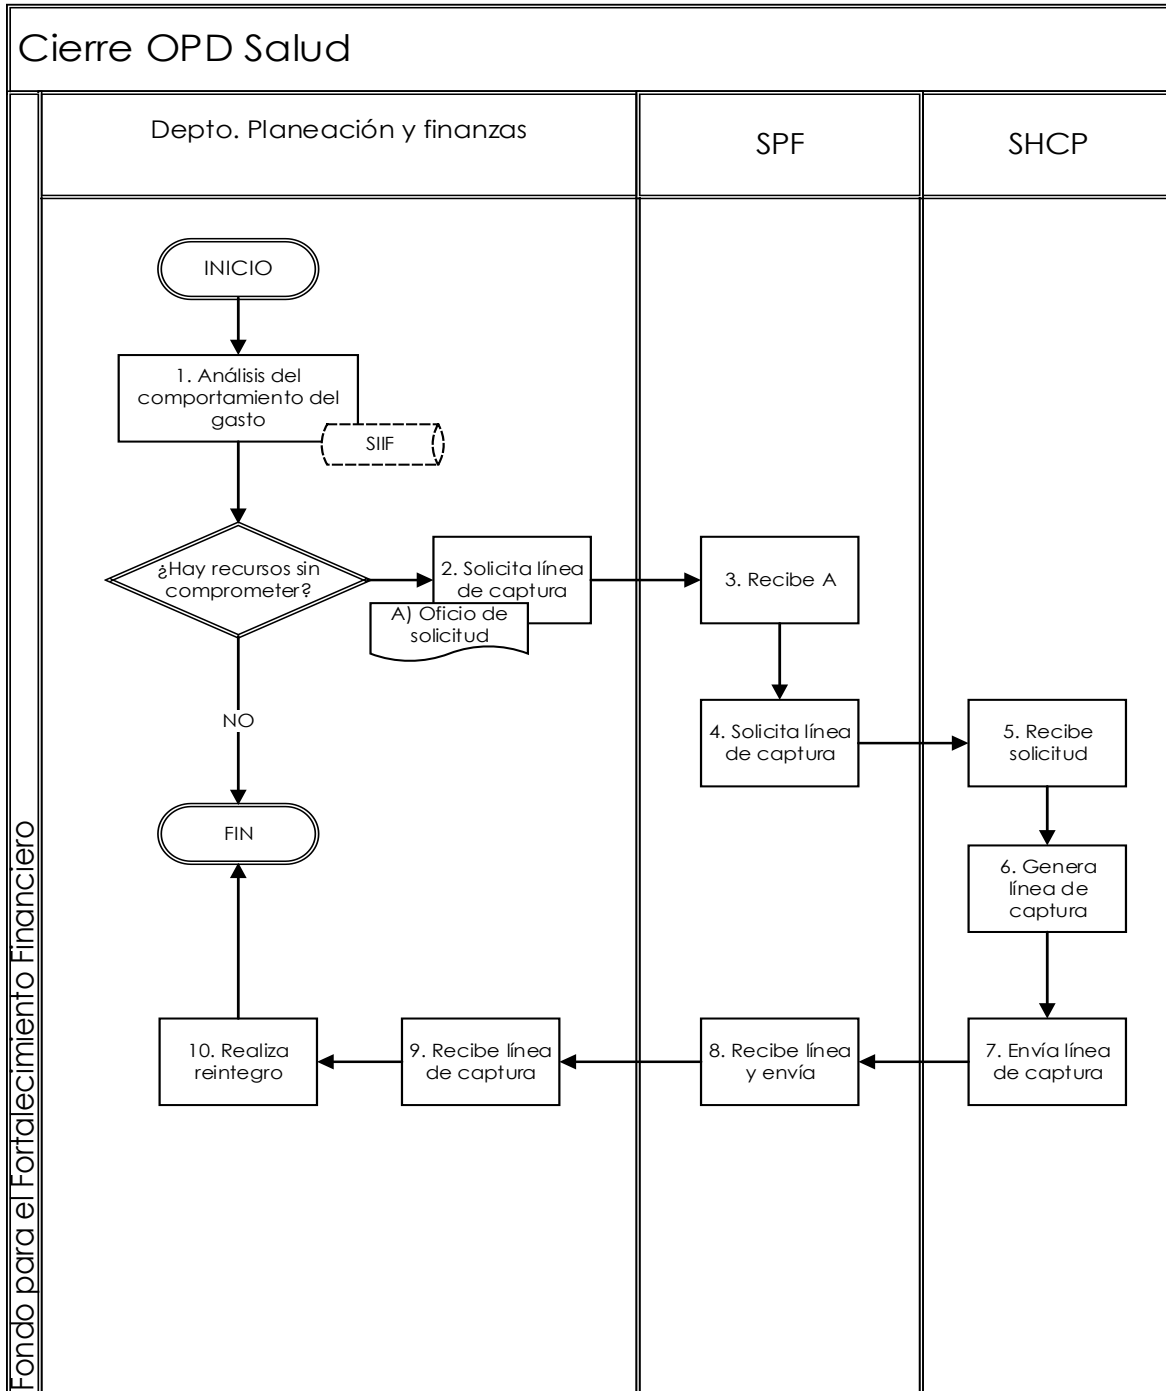 Cierre OPD Salud
Depto. Planeación y finanzas
SPF
SHCP
Fondo para el Fortalecimiento Financiero
INICIO
1. Análisis del
comportamiento del
gasto
SIIF
¿Hay recursos sin
comprometer?
2. Solicita línea
de captura
A) Oficio de
solicitud
3. Recibe A
NO
4. Solicita línea
de captura
5. Recibe
solicitud
FIN
6. Genera
línea de
captura
10. Realiza
reintegro
9. Recibe línea
de captura
8. Recibe línea
y envía
7. Envía línea
de captura